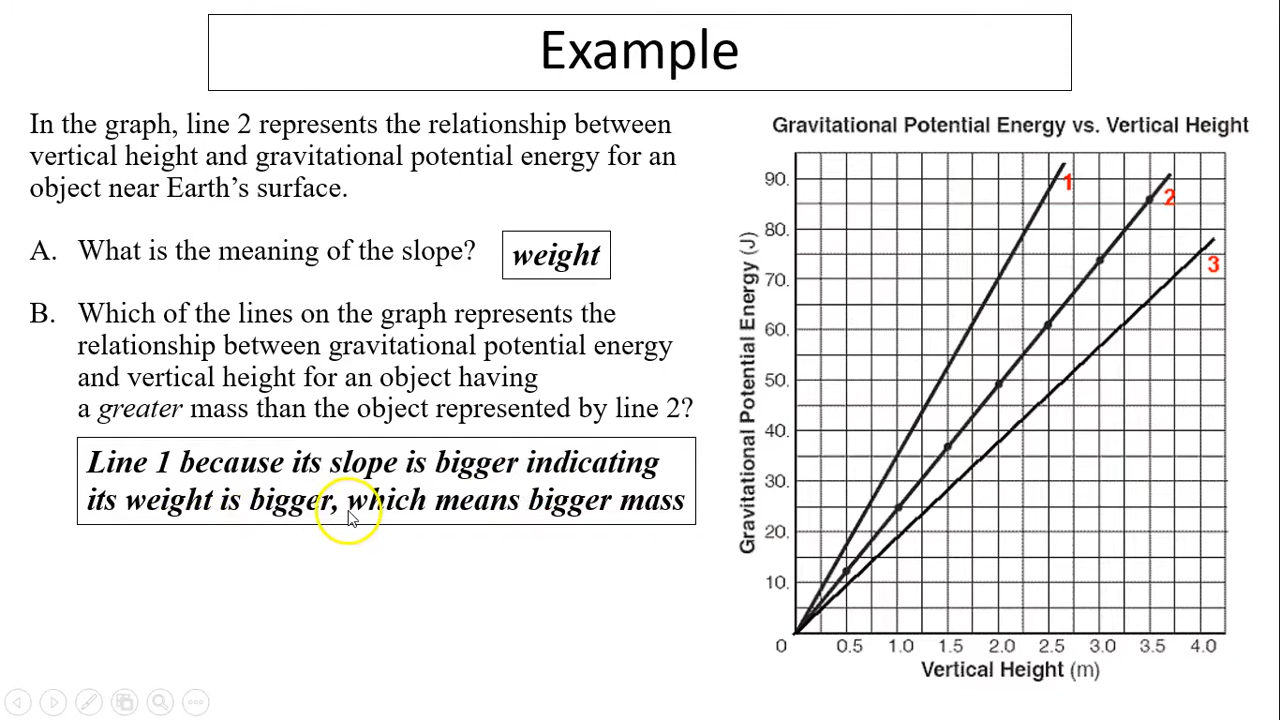 Example
In the graph, line 2 represents the relationship between
vertical height and gravitational potential energy for an
object near Earth’s surface.
A. What is the meaning of the slope?
weight
B. Which of the lines on the graph represents the
relationship between gravitational potential energy
and vertical height for an object having
a greater mass than the object represented by line 2?
Line 1 because its slope is bigger indicating
its weight is bigger, which means bigger mass
Gravitational Potential Energy vs. Vertical Height
Gravitational Potential Energy (J)
90.
80.
70.
60.
50.
40.
30.
20.
10.
1
2
3
0 0.5 1.0 1.5 2.0 2.5 3.0 3.5 4.0
Vertical Height (m)